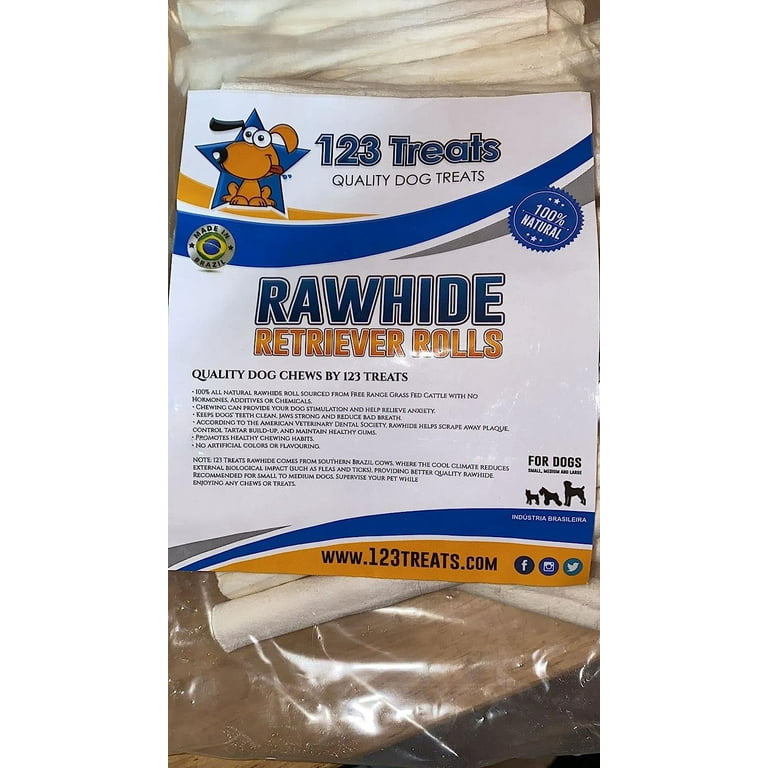 123 Treats
QUALITY DOG TREATS
100%
NATURAL
MADE IN
BRAZIL
RAWHIDE
RETRIEVER ROLLS
QUALITY DOG CHEWS BY 123 TREATS
• 100% ALL NATURAL RAWHIDE ROLL SOURCED FROM FREE RANGE GRASS FED CATTLE WITH NO
HORMONES, ADDITIVES OR CHEMICALS.
• CHEWING CAN PROVIDE YOUR DOG STIMULATION AND HELP RELIEVE ANXIETY.
• KEEPS DOGS' TEETH CLEAN, JAWS STRONG AND REDUCE BAD BREATH.
• ACCORDING TO THE AMERICAN VETERINARY DENTAL SOCIETY, RAWHIDE HELPS SCRAPE AWAY PLAQUE,
CONTROL TARTAR BUILD-UP, AND MAINTAIN HEALTHY GUMS.
• PROMOTES HEALTHY CHEWING HABITS.
• NO ARTIFICIAL COLORS OR FLAVOURING.
NOTE: 123 TREATS RAWHIDE COMES FROM SOUTHERN BRAZIL COWS, WHERE THE COOL CLIMATE REDUCES
EXTERNAL BIOLOGICAL IMPACT (SUCH AS FLEAS AND TICKS), PROVIDING BETTER QUALITY RAWHIDE.
RECOMMENDED FOR SMALL TO MEDIUM DOGS. SUPERVISE YOUR PET WHILE
ENJOYING ANY CHEWS OR TREATS.
FOR DOGS
SMALL, MEDIUM AND LARGE
INDÚSTRIA BRASILEIRA
WWW.123TREATS.COM